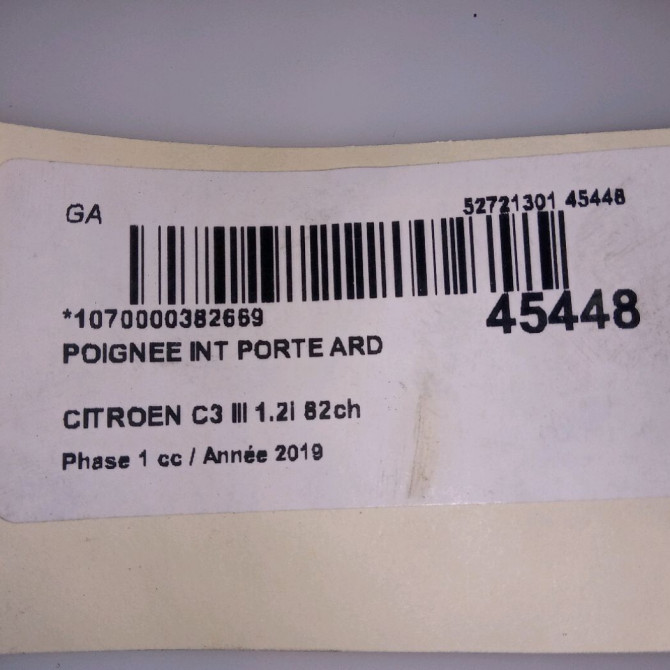 GA
52721301 45448
*1070000382669
45448
POIGNEE INT PORTE ARD
CITROEN C3 III 1.2i 82ch
Phase 1 cc / Année 2019